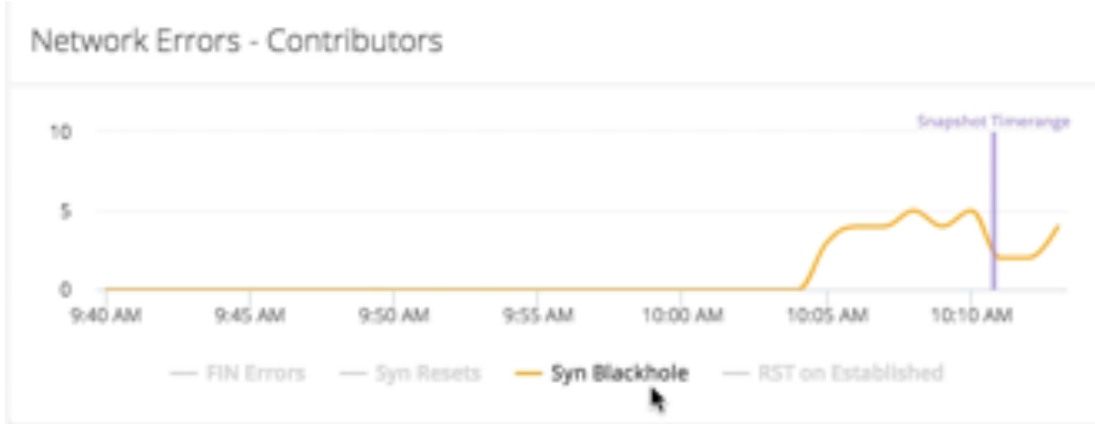 Network Errors - Contributors
Snapshot Timerange
10
5
0
9:40 AM 9:45 AM 9:50 AM 9:55 AM 10:00 AM 10:05 AM 10:10 AM
FIN Errors Syn Resets Syn Blackhole RST on Established